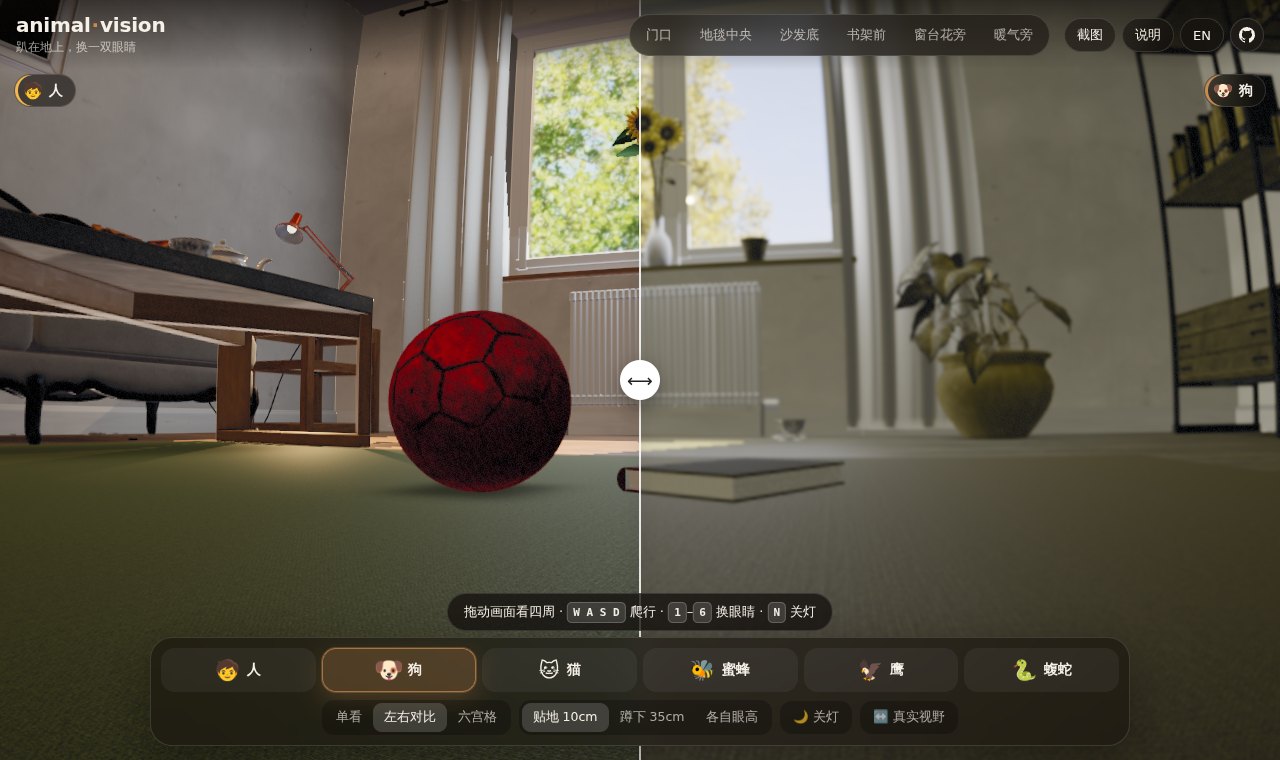 animal·vision
趴在地上，换一双眼睛
门口 地毯中央 沙发底 书架前 窗台花旁 暖气旁
截图 说明 EN
人
狗
拖动画面看四周 · W A S D 爬行 · 1–6 换眼睛 · N 关灯
人 狗 猫 蜜蜂 鹰 蝮蛇
单看 左右对比 六宫格 贴地 10cm 蹲下 35cm 各自眼高 关灯 真实视野